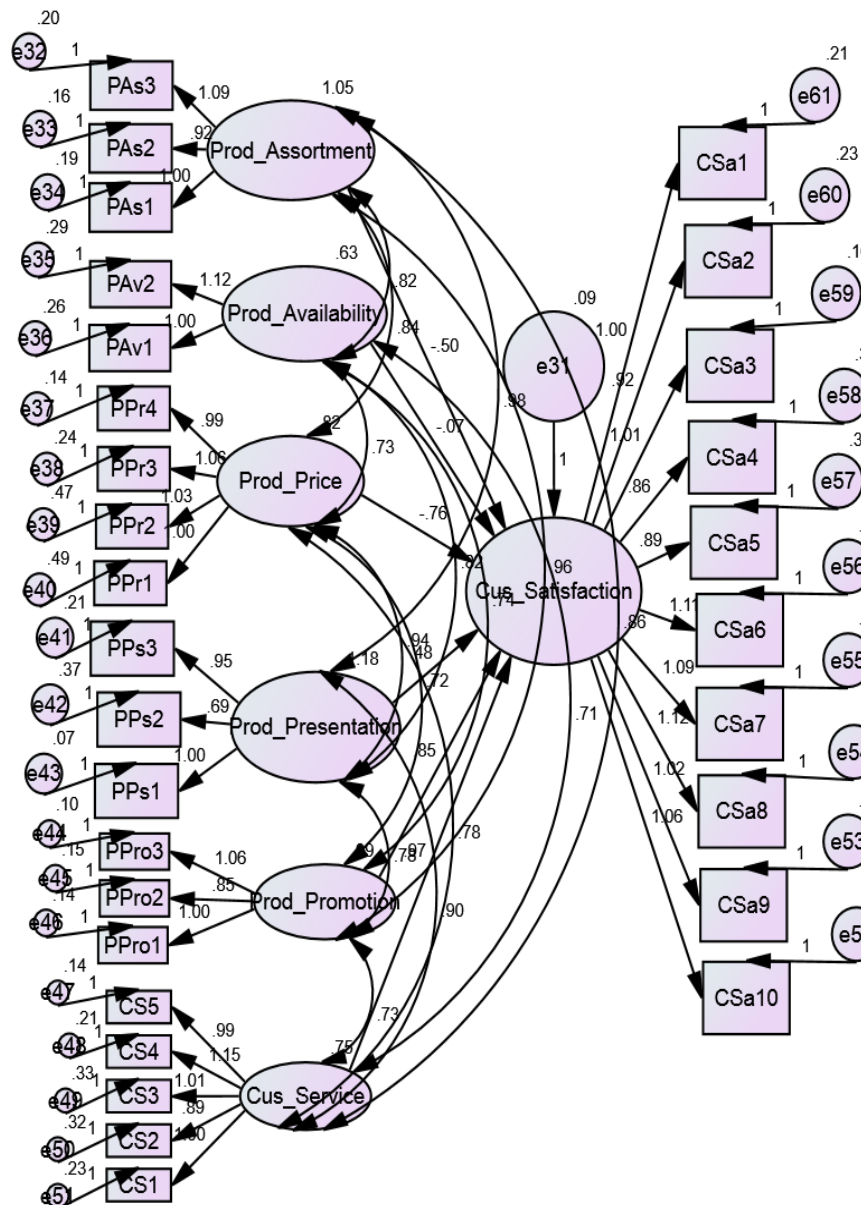 .20
e32
1
PAs3
1.09
.16
e33
1
PAs2
.92
.19
e34
1
PAs1
1.00
.29
e35
1
PAv2
1.12
.26
e36
1
PAv1
1.00
.14
e37
1
PPr4
.99
.24
e38
1
PPr3
1.06
.47
e39
1
PPr2
1.03
.49
e40
1
PPr1
.00
.21
e41
1
PPs3
.95
.37
e42
1
PPs2
.69
.07
e43
1
PPs1
1.00
.10
e44
1
PPro3
1.06
.15
e45
1
PPro2
.85
.14
e46
1
PPro1
1.00
.14
e47
1
CS5
.99
.21
e48
1
CS4
1.15
.33
e49
1
CS3
1.01
.32
e50
1
CS2
.89
.23
e51
1
CS1
1.05
Prod_Assortment
.63
Prod_Availability
.82
Prod_Price
Prod_Presentation
Prod_Promotion
.75
Cus_Service
.82
.84
-.50
.98
.73
-.07
-.76
.82
.74
.96
.86
.94
.48
.18
.72
.85
.71
.78
.97
.78
.90
.73
.09
e31
1
Cus_Satisfaction
1.00
.92
1.01
.86
.89
1.11
1.09
1.12
1.02
1.06
.21
e61
1
CSa1
.23
e60
1
CSa2
e59
1
CSa3
e58
1
CSa4
e57
1
CSa5
e56
1
CSa6
e55
1
CSa7
1
CSa8
e53
1
CSa9
1
CSa10